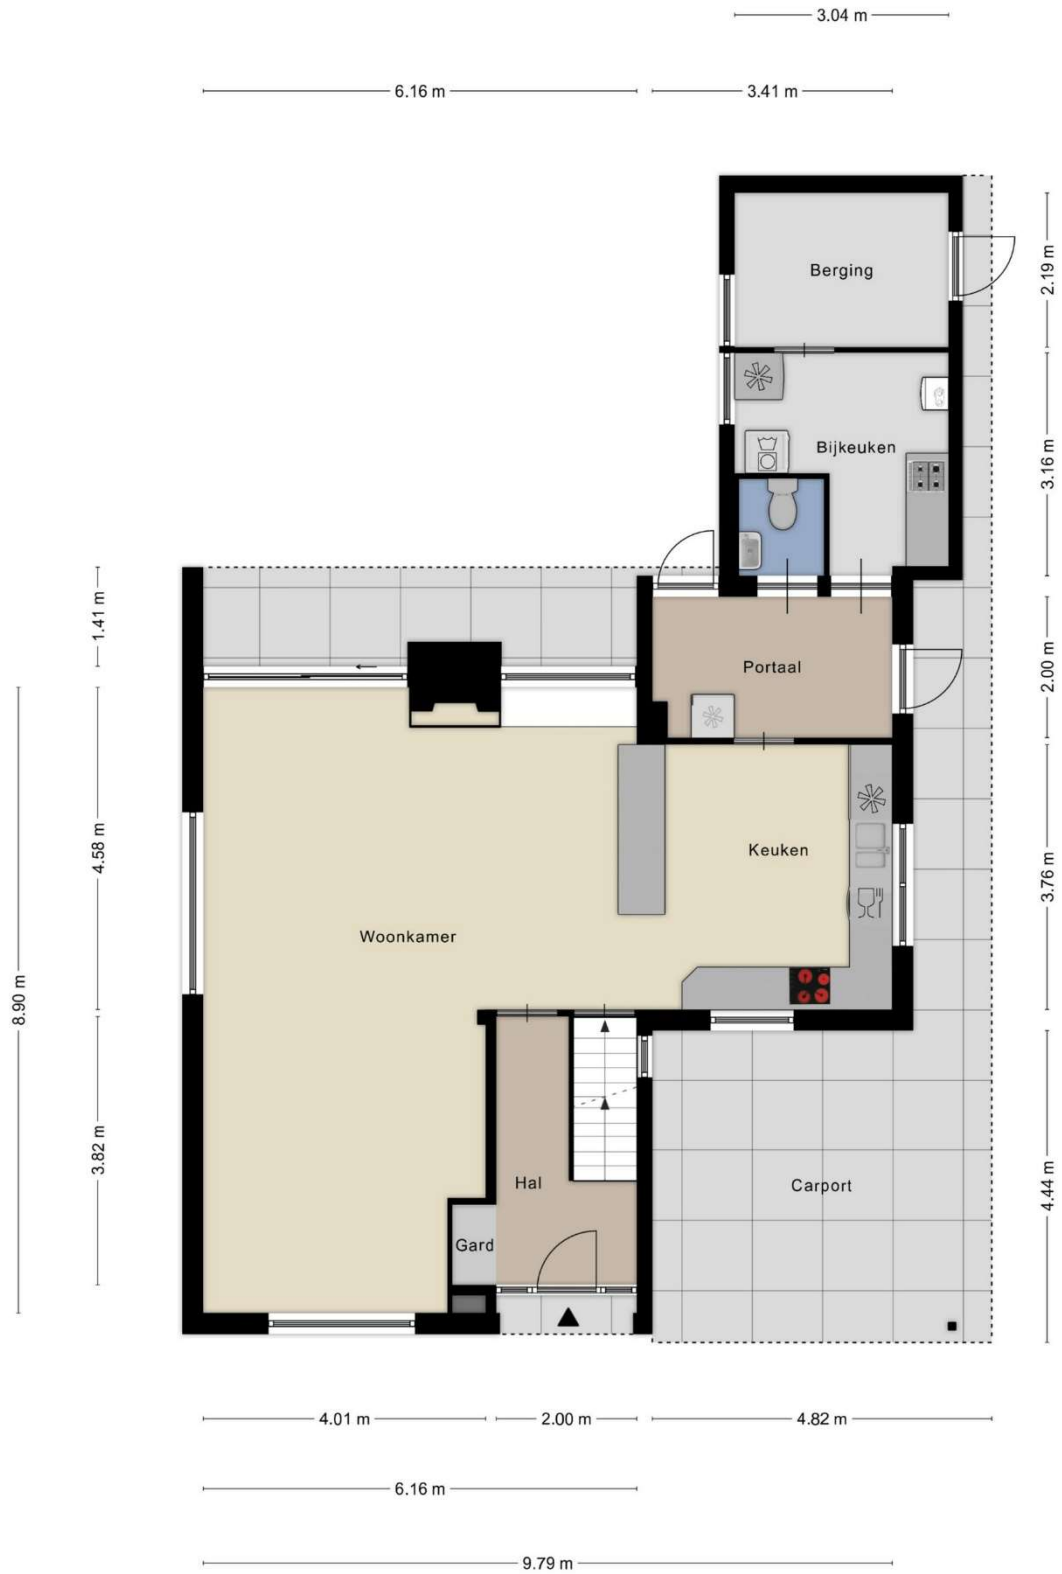 3.04 m
6.16 m
3.41 m
Berging
2.19 m
Bijkeuken
3.16 m
1.41 m
Portaal
2.00 m
4.58 m
Keuken
3.76 m
Woonkamer
8.90 m
3.82 m
Hal
Carport
4.44 m
Gard
4.01 m
2.00 m
4.82 m
6.16 m
9.79 m